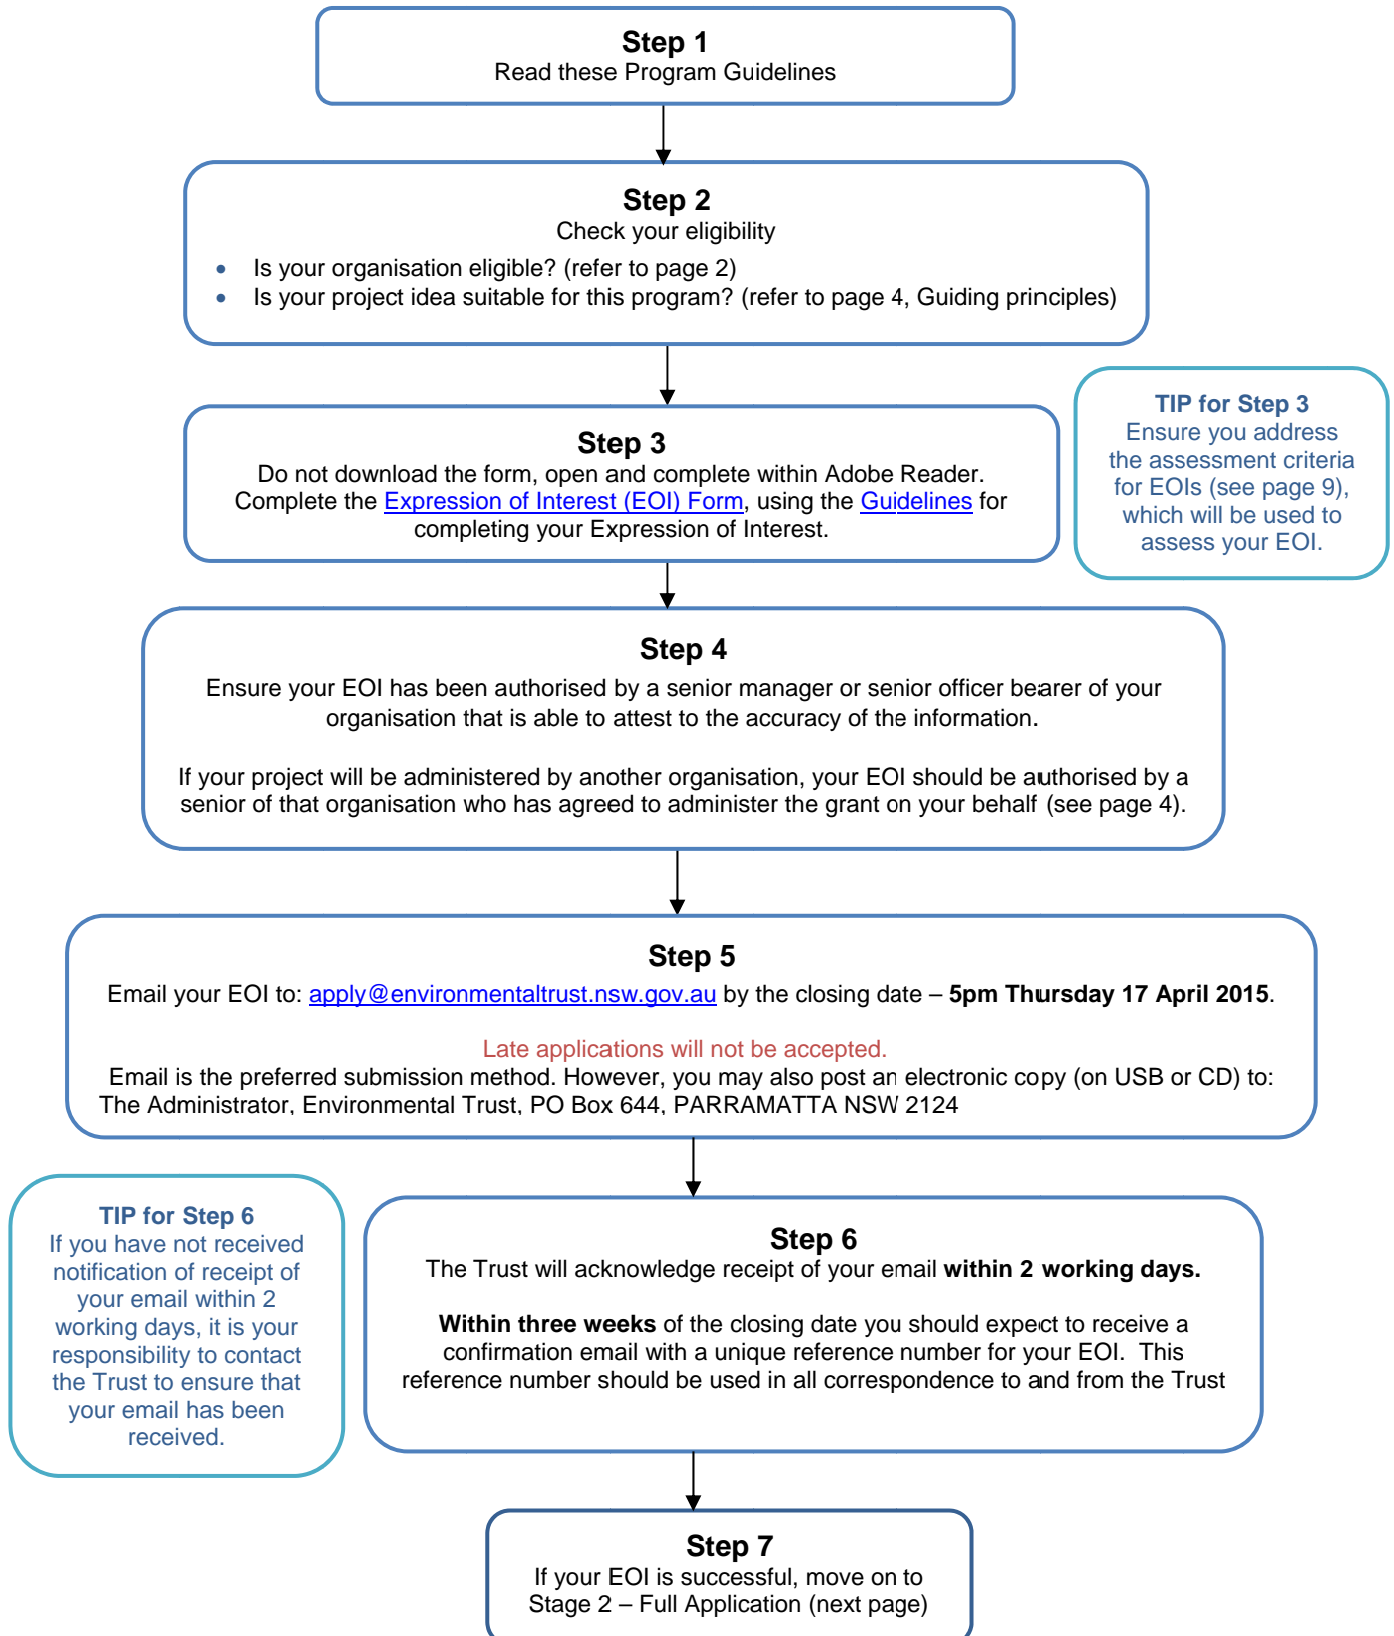 Step 1
Read these Program Guidelines
Step 2
Check your eligibility
• Is your organisation eligible? (refer to page 2)
• Is your project idea suitable for this program? (refer to page 4, Guiding principles)
Step 3
Do not download the form, open and complete within Adobe Reader.
Complete the Expression of Interest (EOI) Form, using the Guidelines for
completing your Expression of Interest.
TIP for Step 3
Ensure you address
the assessment criteria
for EOIs (see page 9),
which will be used to
assess your EOI.
Step 4
Ensure your EOI has been authorised by a senior manager or senior officer bearer of your
organisation that is able to attest to the accuracy of the information.
If your project will be administered by another organisation, your EOI should be authorised by a
senior of that organisation who has agreed to administer the grant on your behalf (see page 4).
Step 5
Email your EOI to: apply@environmentaltrust.nsw.gov.au by the closing date – 5pm Thursday 17 April 2015.
Late applications will not be accepted.
Email is the preferred submission method. However, you may also post an electronic copy (on USB or CD) to:
The Administrator, Environmental Trust, PO Box 644, PARRAMATTA NSW 2124
TIP for Step 6
If you have not received
notification of receipt of
your email within 2
working days, it is your
responsibility to contact
the Trust to ensure that
your email has been
received.
Step 6
The Trust will acknowledge receipt of your email within 2 working days.
Within three weeks of the closing date you should expect to receive a
confirmation email with a unique reference number for your EOI. This
reference number should be used in all correspondence to and from the Trust
Step 7
If your EOI is successful, move on to
Stage 2 – Full Application (next page)